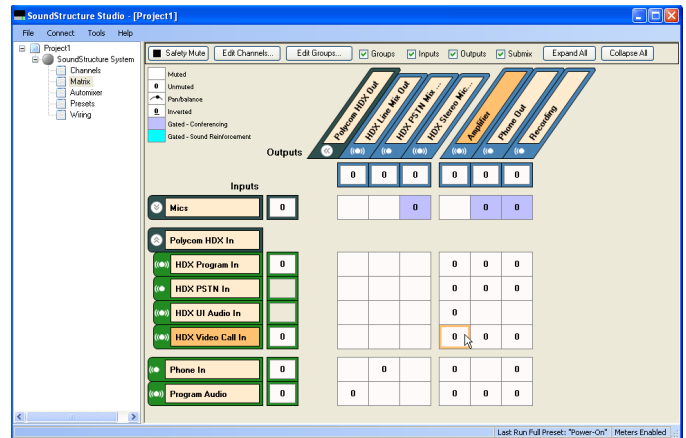 SoundStructure Studio - [Project1]
File Connect Tools Help
Project1
SoundStructure System
Channels
Matrix
Automixer
Presets
Wiring
Safety Mute Edit Channels... Edit Groups... Groups Inputs Outputs Submix Expand All Collapse All
Muted
0 Unmuted
Pan/balance
0 Inverted
Gated - Conferencing
Gated - Sound Reinforcement
Outputs
Polycom HDX Out
HDX Line Mix Out
HDX PSTN Mix ...
HDX Stereo Mic...
Amplifier
Phone Out
Recording
0 0 0 0 0 0
Inputs
Mics 0 0 0 0
Polycom HDX In
HDX Program In 0 0 0 0
HDX PSTN In 0 0 0
HDX UI Audio In 0
HDX Video Call In 0 0 0 0
Phone In 0 0 0 0
Program Audio 0 0 0 0 0
Last Run Full Preset: "Power-On" Meters Enabled